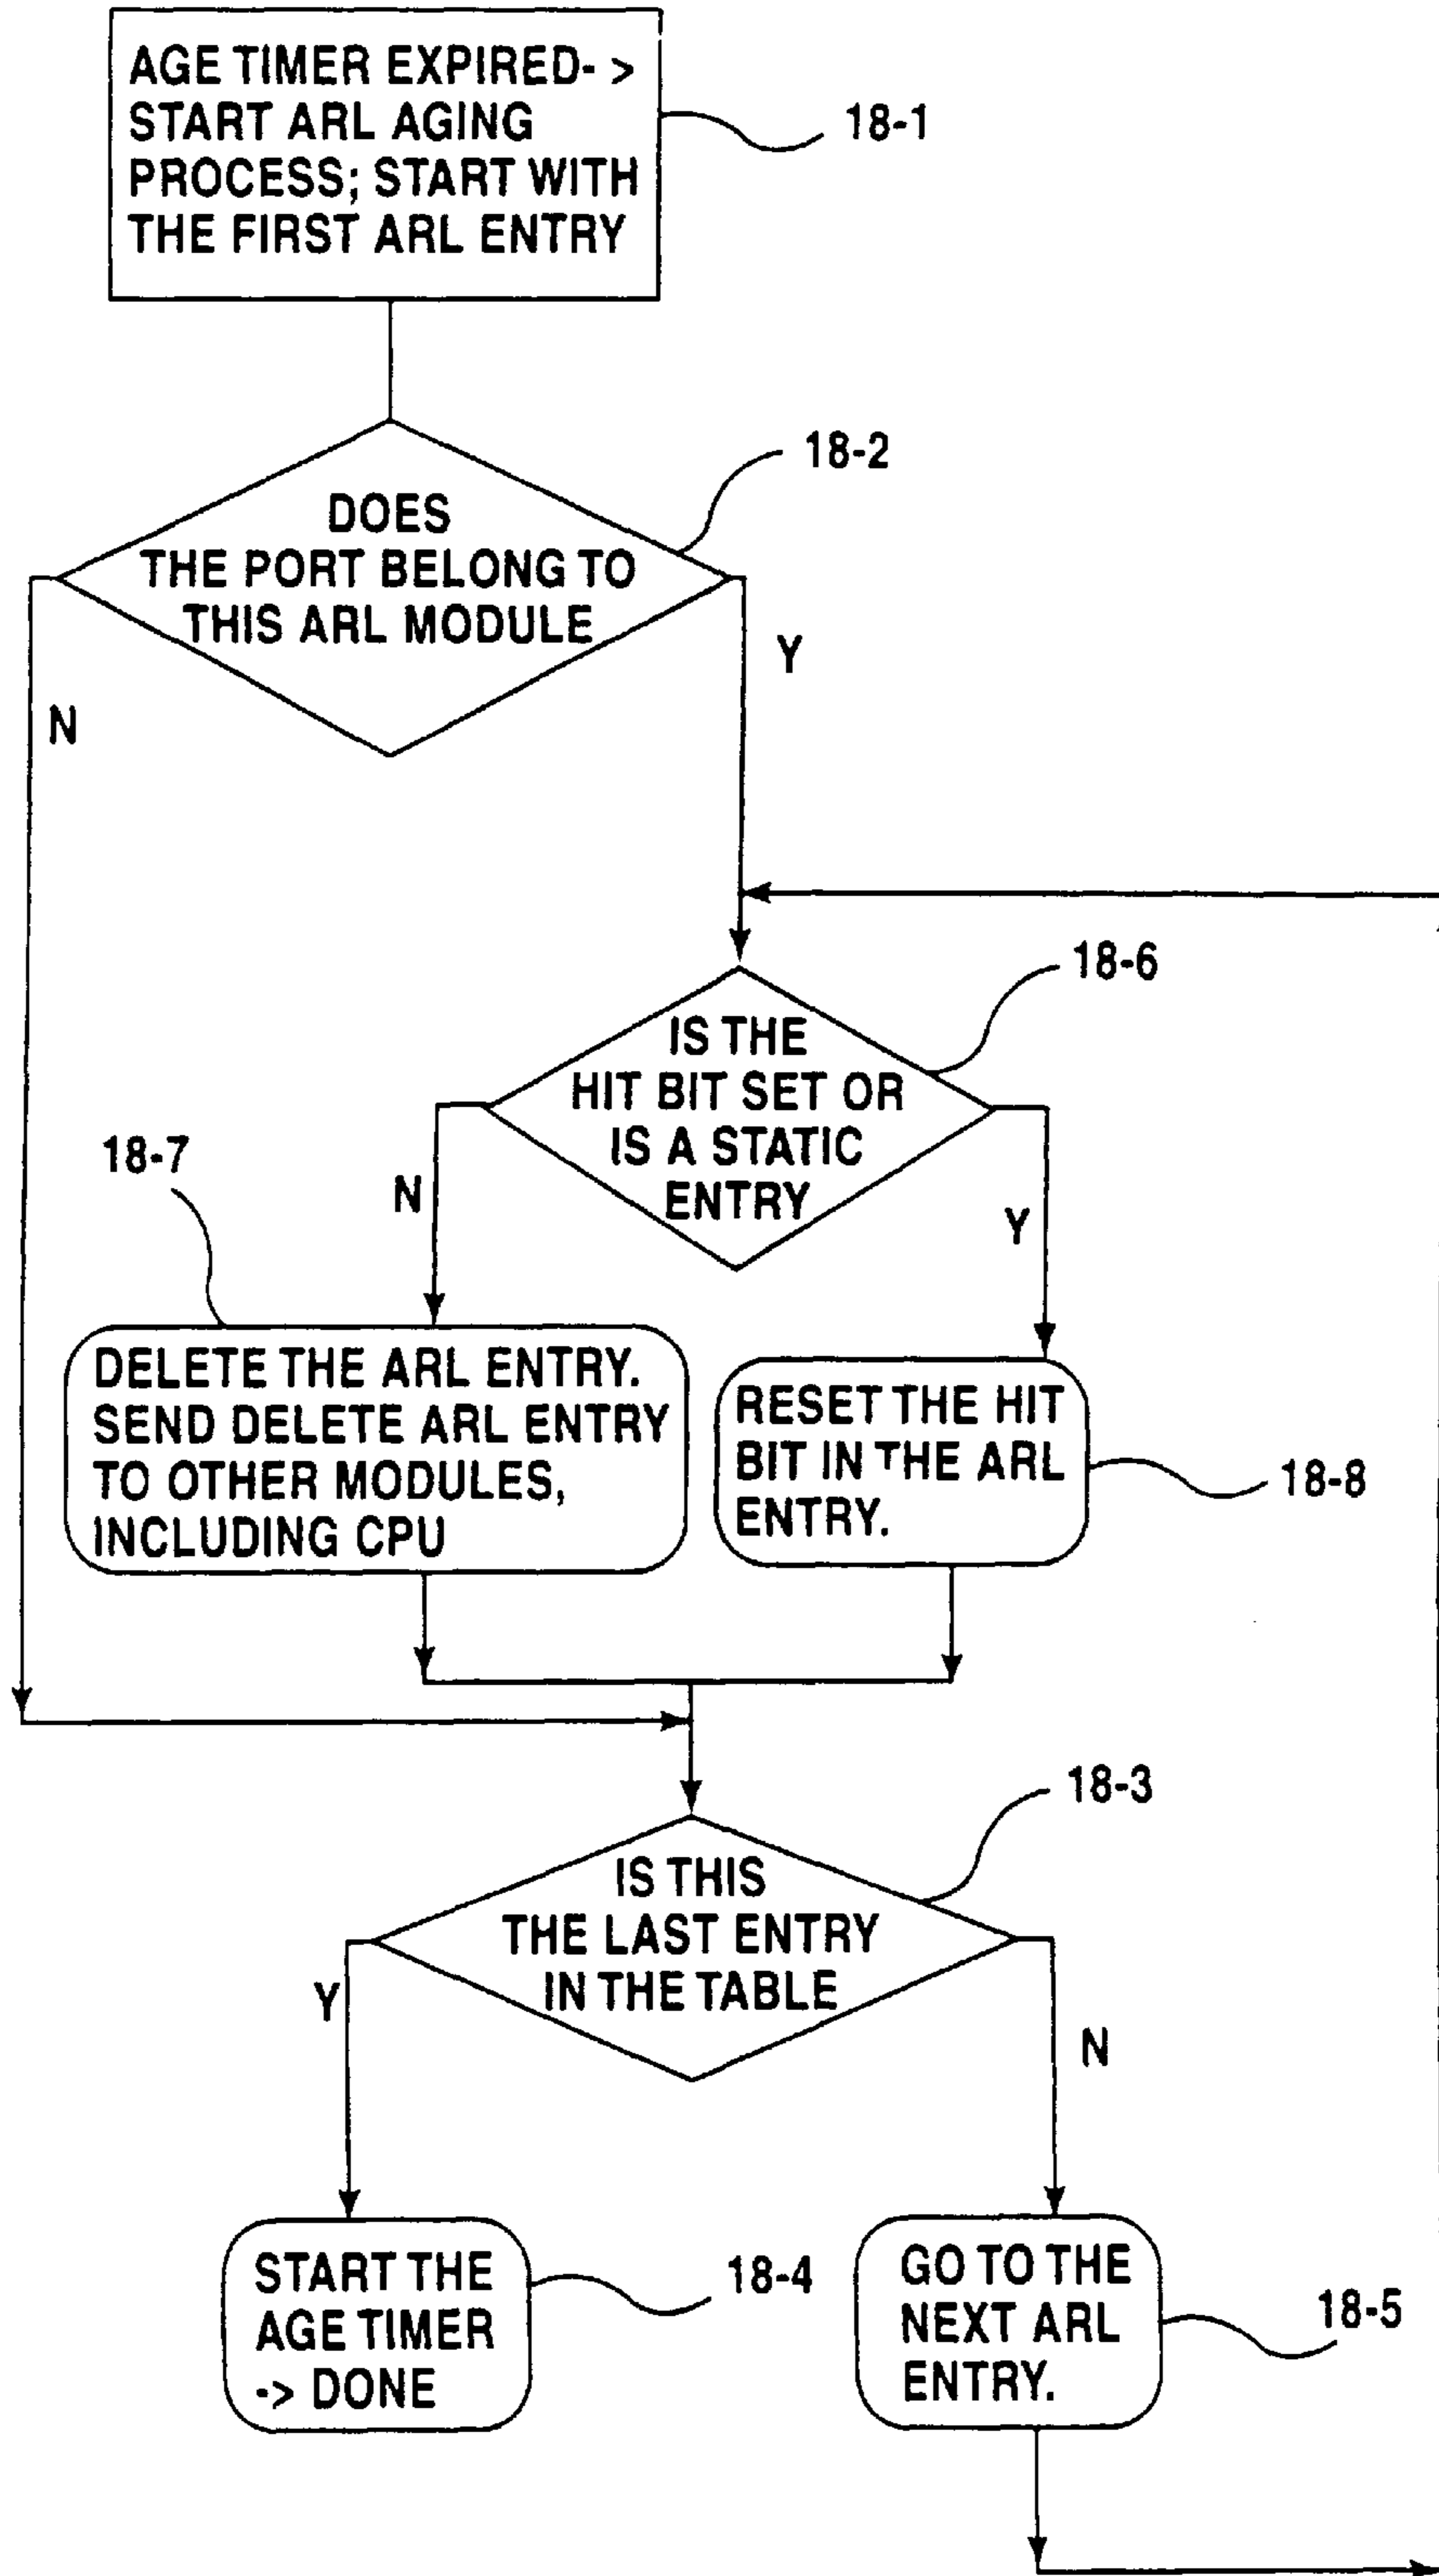 AGE TIMER EXPIRED- >
START ARL AGING
PROCESS; START WITH
THE FIRST ARL ENTRY
18-1
18-2
DOES
THE PORT BELONG TO
THIS ARL MODULE
Y
N
18-6
IS THE
HIT BIT SET OR
IS A STATIC
ENTRY
18-7
N
Y
DELETE THE ARL ENTRY.
SEND DELETE ARL ENTRY
TO OTHER MODULES,
INCLUDING CPU
RESET THE HIT
BIT IN THE ARL
ENTRY.
18-8
18-3
IS THIS
THE LAST ENTRY
IN THE TABLE
Y
N
START THE
AGE TIMER
-> DONE
18-4
GO TO THE
NEXT ARL
ENTRY.
18-5